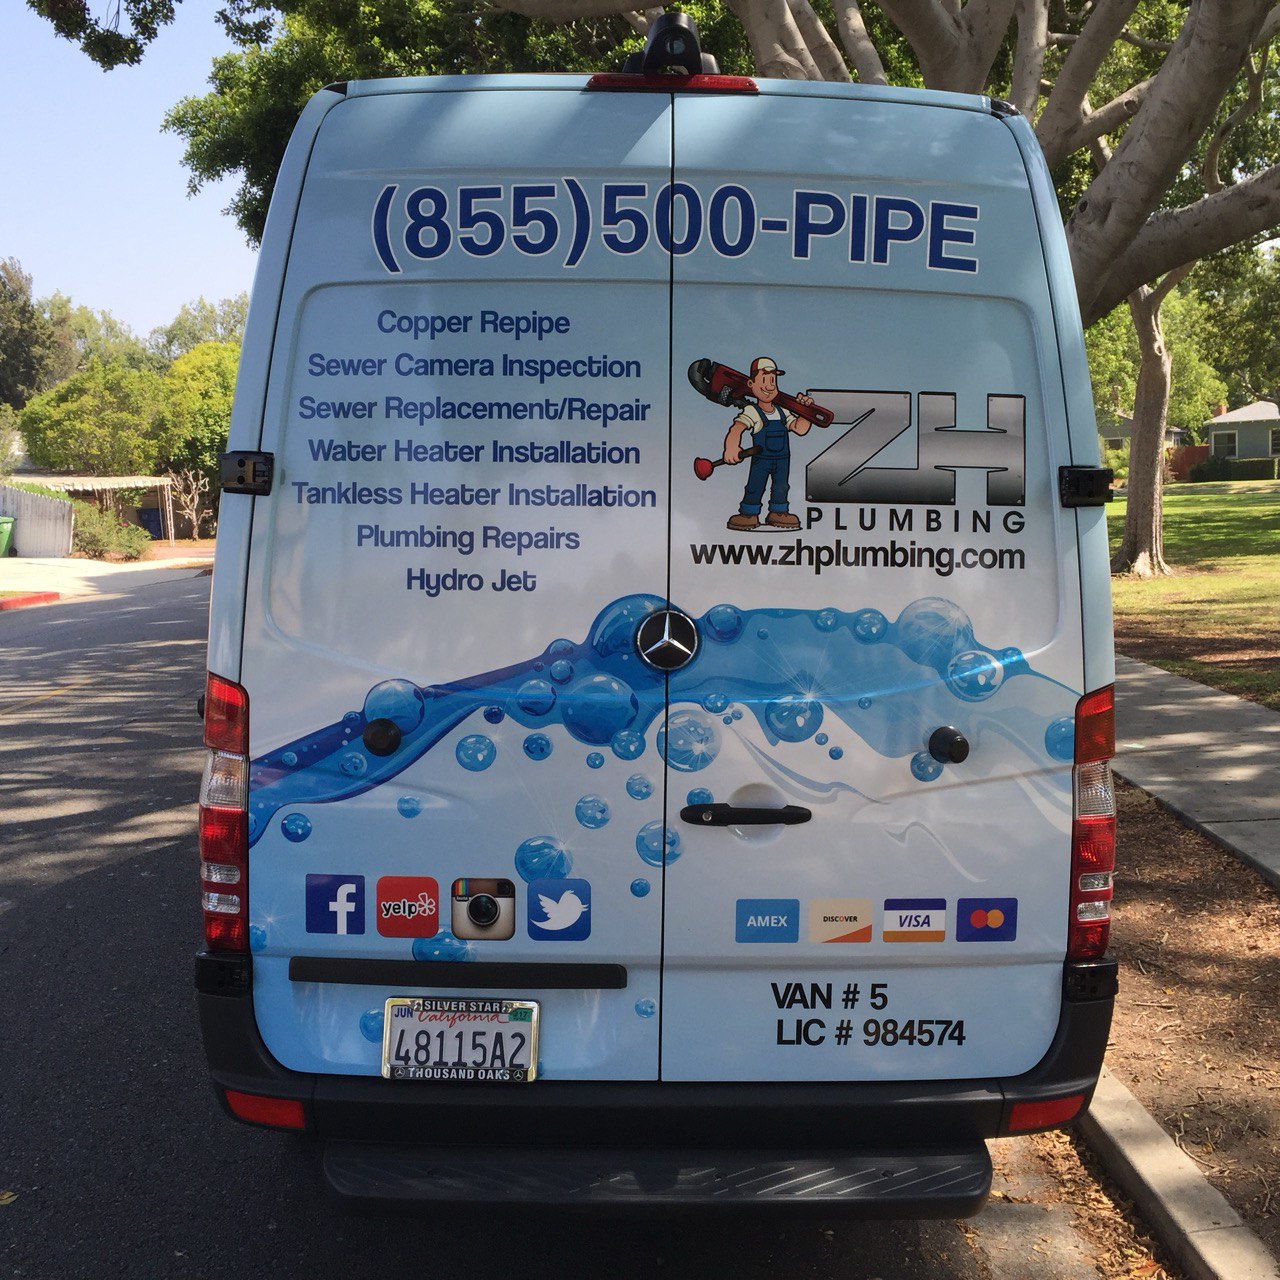 (855)500-PIPE
Copper Repipe
Sewer Camera Inspection
Sewer Replacement/Repair
Water Heater Installation
Tankless Heater Installation
Plumbing Repairs
Hydro Jet
ZH
PLUMBING
www.zhplumbing.com
f
yelp
AMEX
DISCOVER
VISA
VAN # 5
LIC # 984574
SILVER STAR
JUN California
48115A2
THOUSAND OAKS